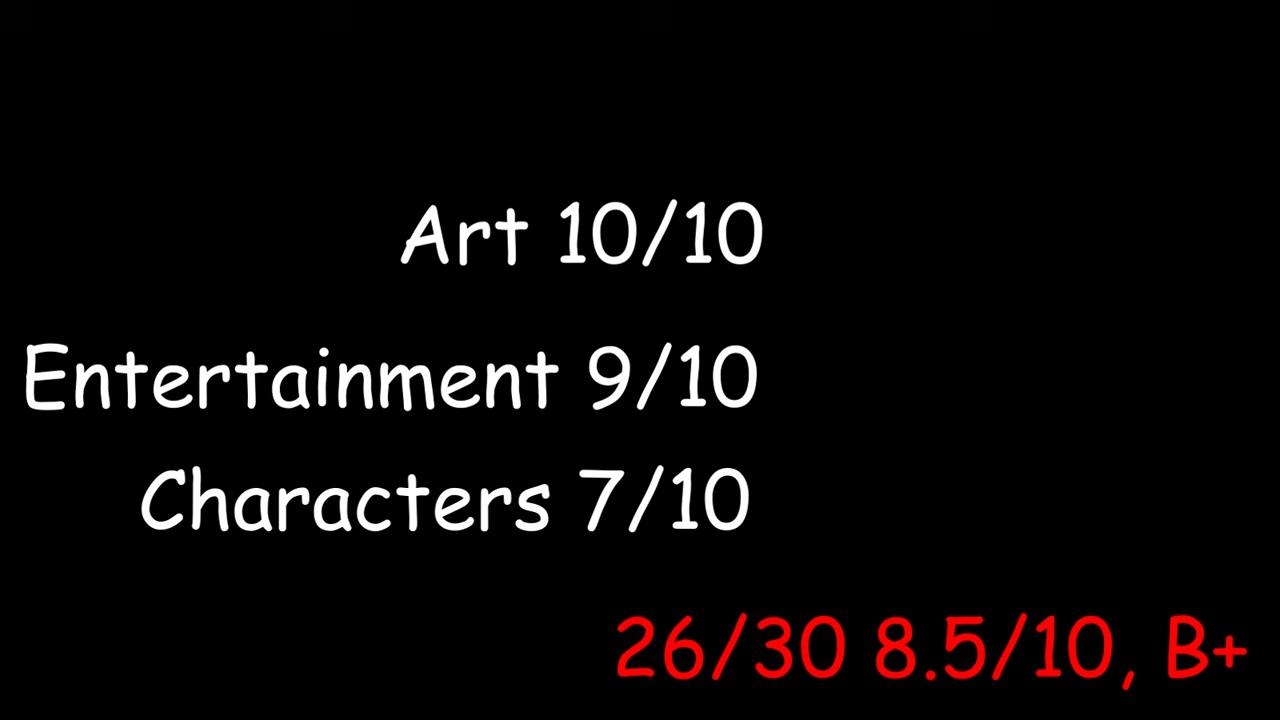 Art 10/10
Entertainment 9/10
Characters 7/10
26/30 8.5/10, B+